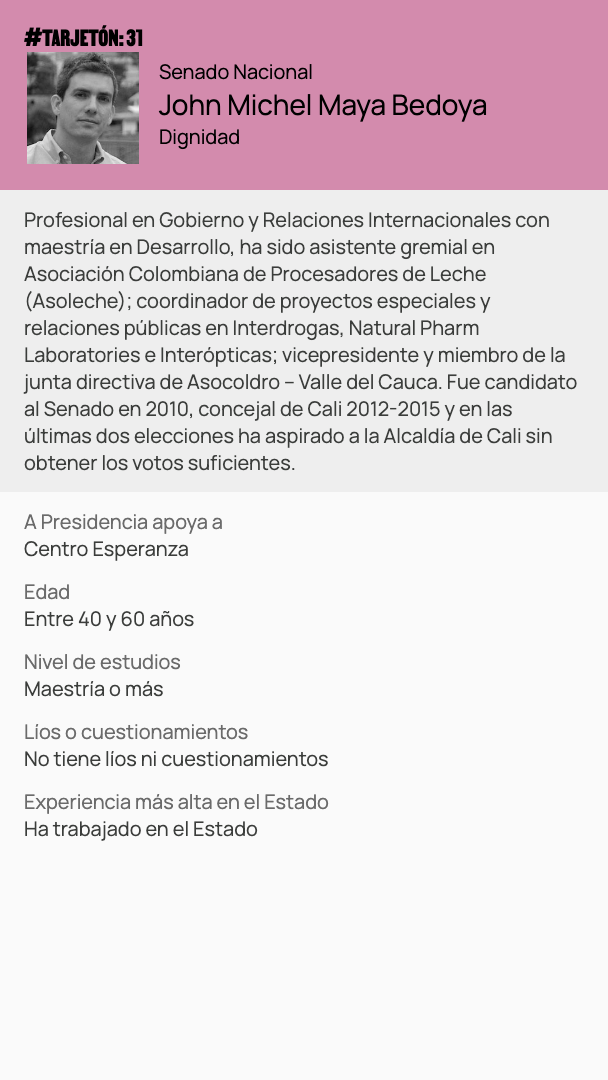 #TARJETÓN: 31
Senado Nacional
John Michel Maya Bedoya
Dignidad
Profesional en Gobierno y Relaciones Internacionales con
maestría en Desarrollo, ha sido asistente gremial en
Asociación Colombiana de Procesadores de Leche
(Asoleche); coordinador de proyectos especiales y
relaciones públicas en Interdrogas, Natural Pharm
Laboratories e Interópticas; vicepresidente y miembro de la
junta directiva de Asocoldro – Valle del Cauca. Fue candidato
al Senado en 2010, concejal de Cali 2012-2015 y en las
últimas dos elecciones ha aspirado a la Alcaldía de Cali sin
obtener los votos suficientes.
A Presidencia apoya a
Centro Esperanza
Edad
Entre 40 y 60 años
Nivel de estudios
Maestría o más
Líos o cuestionamientos
No tiene líos ni cuestionamientos
Experiencia más alta en el Estado
Ha trabajado en el Estado